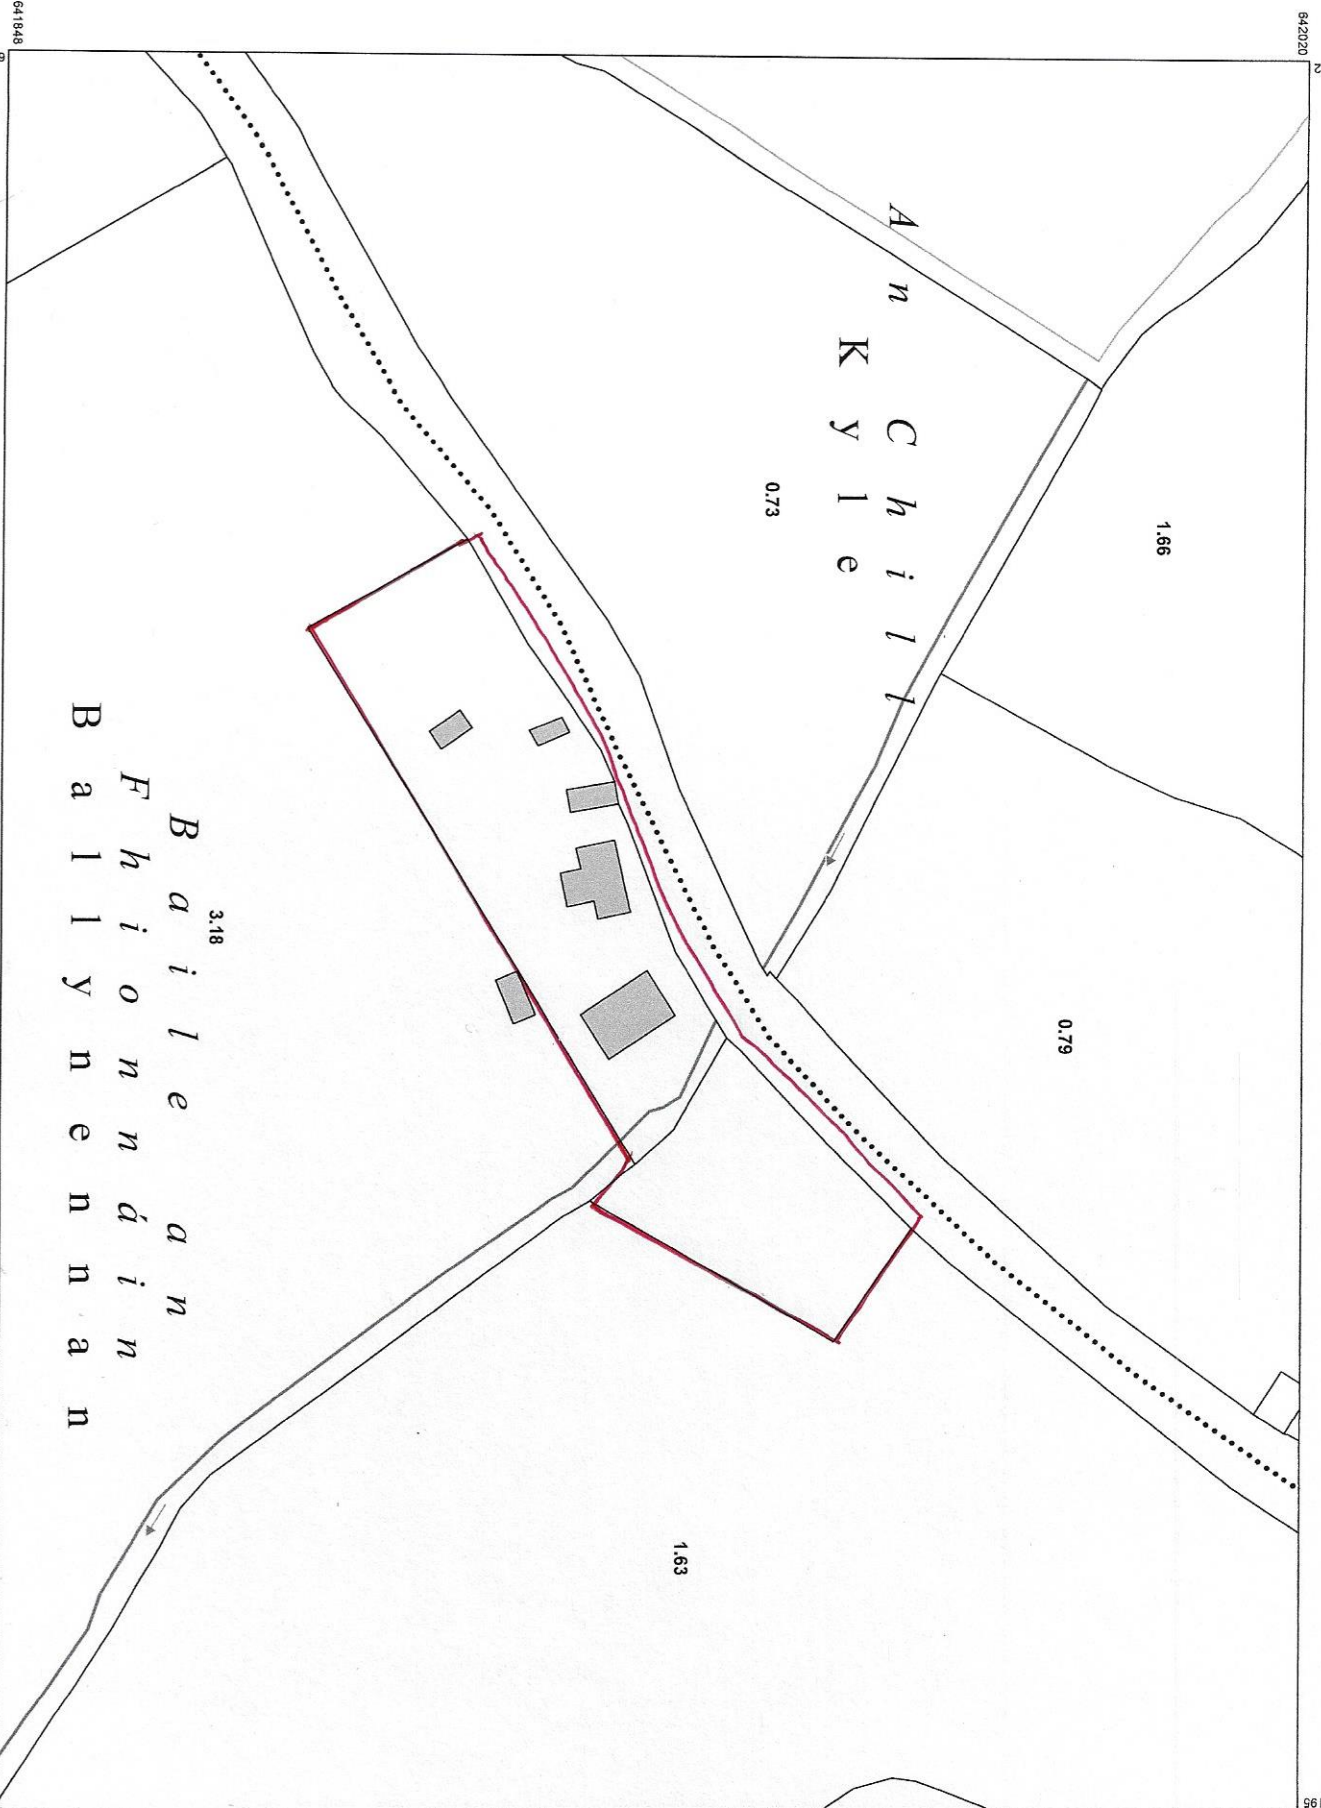 642020
641848
1.66
An Chill
Kyle
0.73
0.79
3.18
Baile an
Fhionnáin
Ballynennan
1.63